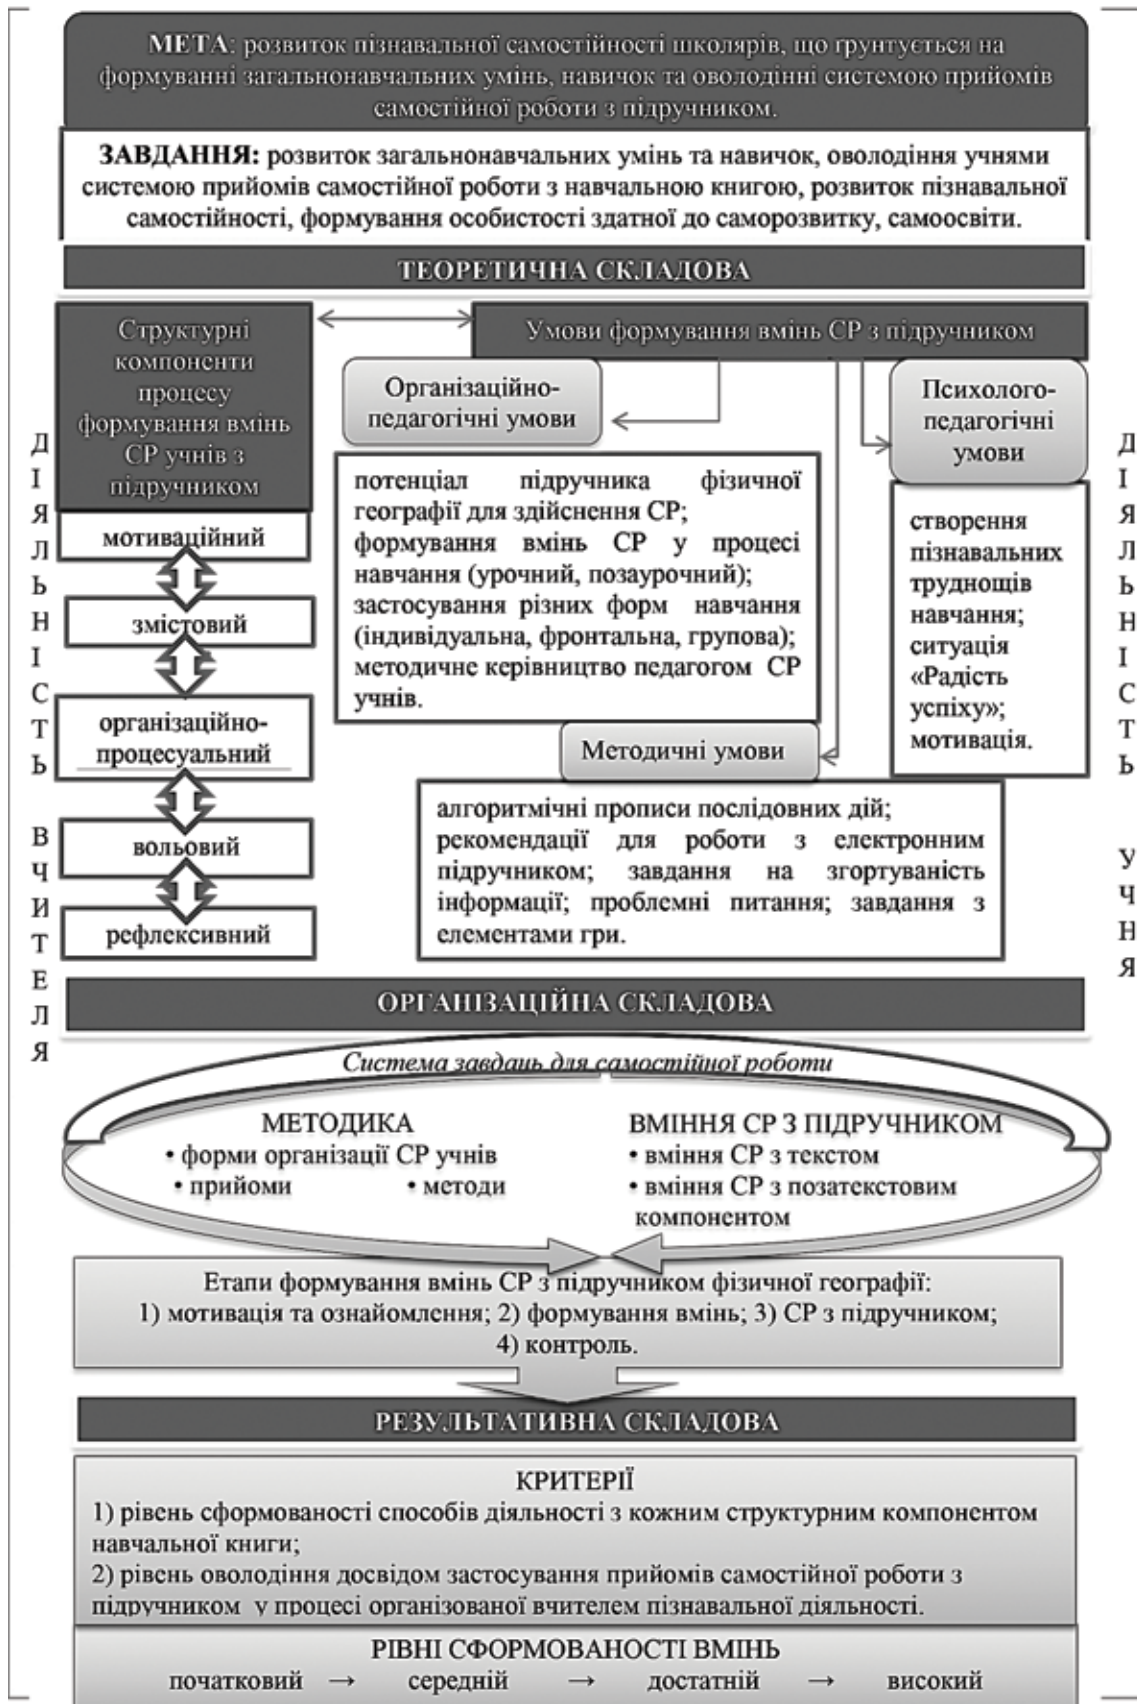 МЕТА: розвиток пізнавальної самостійності школярів, що ґрунтується на
формуванні загальнонавчальних умінь, навичок та оволодінні системою прийомів
самостійної роботи з підручником.
ЗАВДАННЯ: розвиток загальнонавчальних умінь та навичок, оволодіння учнями
системою прийомів самостійної роботи з навчальною книгою, розвиток пізнавальної
самостійності, формування особистості здатної до саморозвитку, самоосвіти.
ТЕОРЕТИЧНА СКЛАДОВА
Структурні
компоненти
процесу
формування вмінь
СР учнів з
підручником
мотиваційний
змістовий
організаційно-
процесуальний
вольовий
рефлексивний
Умови формування вмінь СР з підручником
Організаційно-
педагогічні умови
потенціал підручника фізичної
географії для здійснення СР;
формування вмінь СР у процесі
навчання (урочний, позаурочний);
застосування різних форм навчання
(індивідуальна, фронтальна, групова);
методичне керівництво педагогом СР
учнів.
Психолого-
педагогічні
умови
створення
пізнавальних
труднощів
навчання;
ситуація
«Радість
успіху»;
мотивація.
Методичні умови
алгоритмічні прописи послідовних дій;
рекомендації для роботи з електронним
підручником; завдання на згортуваність
інформації; проблемні питання; завдання з
елементами гри.
ДІЯЛЬНІСТЬ ВЧИТЕЛЯ
ДІЯЛЬНІСТЬ УЧНЯ
ОРГАНІЗАЦІЙНА СКЛАДОВА
Система завдань для самостійної роботи
МЕТОДИКА
• форми організації СР учнів
• прийоми • методи
ВМІННЯ СР З ПІДРУЧНИКОМ
• вміння СР з текстом
• вміння СР з позатекстовим
компонентом
Етапи формування вмінь СР з підручником фізичної географії:
1) мотивація та ознайомлення; 2) формування вмінь; 3) СР з підручником;
4) контроль.
РЕЗУЛЬТАТИВНА СКЛАДОВА
КРИТЕРІЇ
1) рівень сформованості способів діяльності з кожним структурним компонентом
навчальної книги;
2) рівень оволодіння досвідом застосування прийомів самостійної роботи з
підручником у процесі організованої вчителем пізнавальної діяльності.
РІВНІ СФОРМОВАНОСТІ ВМІНЬ
початковий → середній → достатній → високий